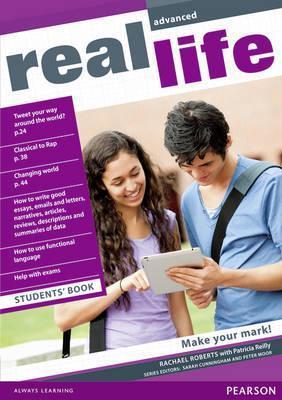 advanced
real
life
Tweet your way
around the world?
p.24
Classical to Rap
p. 38
Changing world
p. 44
How to write good
essays, emails and letters,
narratives, articles,
reviews, descriptions and
summaries of data
How to use functional
language
Help with exams
STUDENTS' BOOK
Make your mark!
RACHAEL ROBERTS with Patricia Reilly
SERIES EDITORS: SARAH CUNNINGHAM AND PETER MOOR
ALWAYS LEARNING
PEARSON